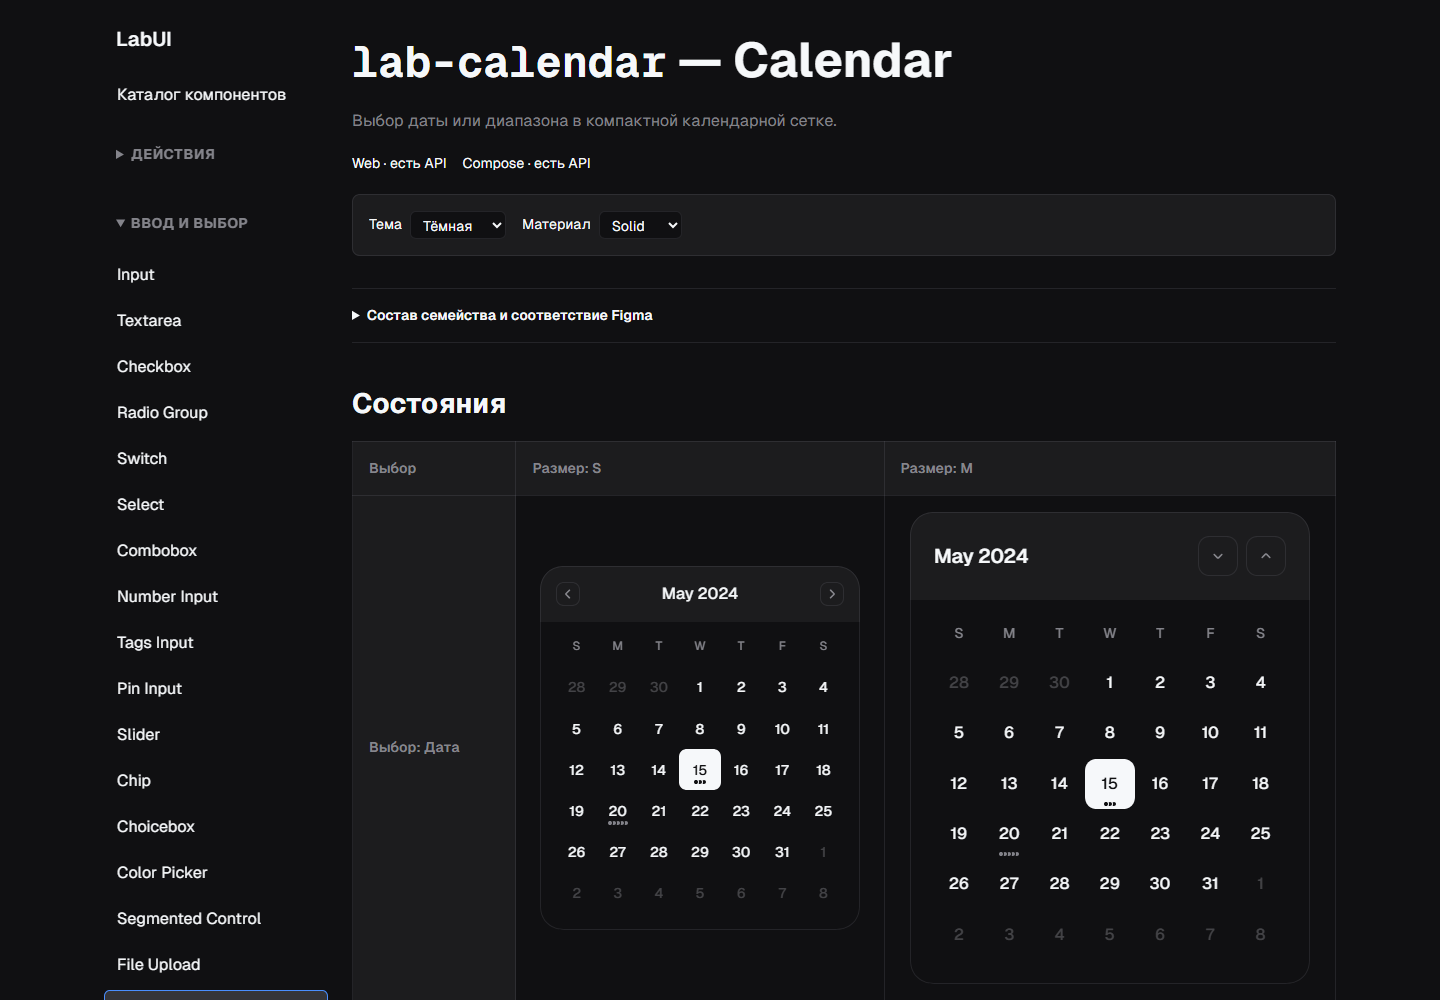 LabUI
Каталог компонентов
ДЕЙСТВИЯ
ВВОД И ВЫБОР
Input
Textarea
Checkbox
Radio Group
Switch
Select
Combobox
Number Input
Tags Input
Pin Input
Slider
Chip
Choicebox
Color Picker
Segmented Control
File Upload
lab-calendar — Calendar
Выбор даты или диапазона в компактной календарной сетке.
Web · есть API Compose · есть API
Тема Тёмная Материал Solid
Состав семейства и соответствие Figma
Состояния
Выбор Размер: S Размер: M
Выбор: Дата
May 2024
S M T W T F S
28 29 30 1 2 3 4
5 6 7 8 9 10 11
12 13 14 15 16 17 18
19 20 21 22 23 24 25
26 27 28 29 30 31 1
2 3 4 5 6 7 8
May 2024
S M T W T F S
28 29 30 1 2 3 4
5 6 7 8 9 10 11
12 13 14 15 16 17 18
19 20 21 22 23 24 25
26 27 28 29 30 31 1
2 3 4 5 6 7 8